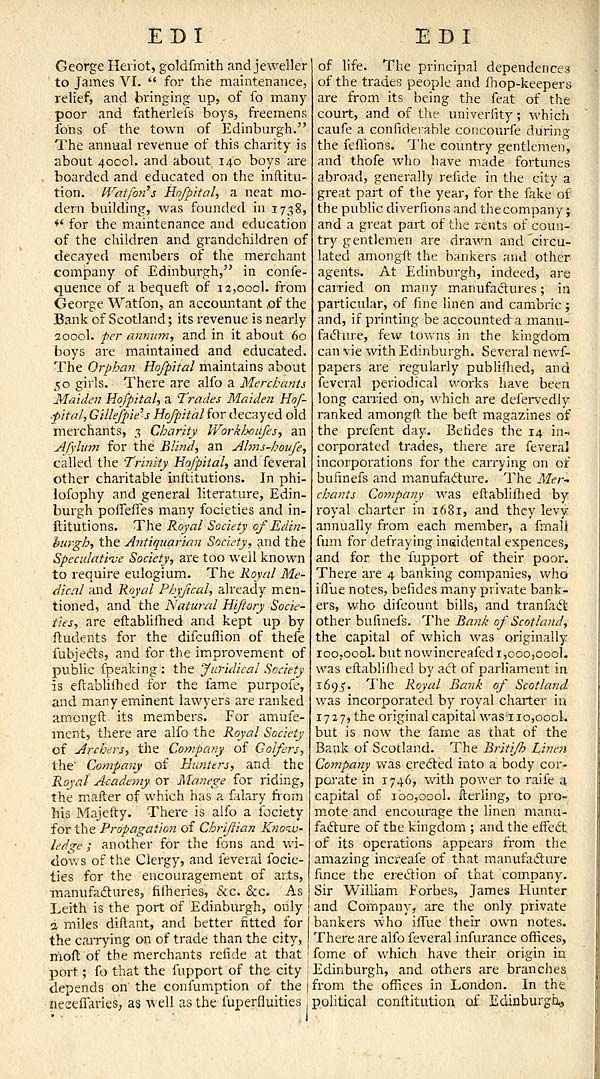 EDI
George Heriot, goldſmith and jeweller
to James VI. “ for the maintenance,
relief, and bringing up, of ſo many
poor and fatherleſs boys, freemens
ſons of the town of Edinburgh.”
The annual revenue of this charity is
about 4000l. and about 140 boys are
boarded and educated on the inſtitu-
tion. Watſon's Hoſpital, a neat mo-
dern building, was founded in 1738,
“ for the maintenance and education
of the children and grandchildren of
decayed members of the merchant
company of Edinburgh,” in conſe-
quence of a bequeſt of 12,000l. from
George Watſon, an accountant of the
Bank of Scotland; its revenue is nearly
2000l. per annum, and in it about 60
boys are maintained and educated.
The Orphan Hoſpital maintains about
50 girls. There are alſo a Merchants
Maiden Hoſpital, a Trades Maiden Hoſ-
pital, Gilleſpie's Hoſpital for decayed old
merchants, 3 Charity Workhouſes, an
Aſylum for the Blind, an Alms-houſe,
called the Trinity Hoſpital, and ſeveral
other charitable inſtitutions. In phi-
loſophy and general literature, Edin-
burgh poſſeſſes many ſocieties and in-
ſtitutions. The Royal Society of Edin-
burgh, the Antiquarian Society, and the
Speculative Society, are too well known
to require eulogium. The Royal Me-
dical and Royal Phyſical, already men-
tioned, and the Natural Hiſtory Socie-
ties, are eſtabliſhed and kept up by
ſtudents for the diſcuſſion of theſe
ſubjects, and for the improvement of
public ſpeaking: the Juridical Society
is eſtabliſhed for the ſame purpoſe,
and many eminent lawyers are ranked
amongſt its members. For amuſe-
ment, there are alſo the Royal Society
of Archers, the Company of Golfers,
the Company of Hunters, and the
Royal Academy or Manege for riding,
the maſter of which has a ſalary from
his Majeſty. There is alſo a ſociety
for the Propagation of Chriſtian Know-
ledge; another for the ſons and wi-
dows of the Clergy, and ſeveral ſocie-
ties for the encouragement of arts,
manufactures, fiſheries, &c. &c. As
Leith is the port of Edinburgh, only
2 miles diſtant, and better fitted for
the carrying on of trade than the city,
moſt of the merchants reſide at that
port; ſo that the ſupport of the city
depends on the conſumption of the
neceſſaries, as well as the ſuperfluities
EDI
of life. The principal dependences
of the trades people and ſhop-keepers
are from its being the ſeat of the
court, and of the univerſity; which
cauſe a conſiderable concourſe during
the ſeſſions. The country gentlemen,
and thoſe who have made fortunes
abroad, generally reſide in the city a
great part of the year, for the ſake of
the public diverſions and the company;
and a great part of the rents of coun-
try gentlemen are drawn and circu-
lated amongſt the bankers and other
agents. At Edinburgh, indeed, are
carried on many manufactures; in
particular, of fine linen and cambric;
and, if printing be accounted a manu-
facture, few towns in the kingdom
can vie with Edinburgh. Several newſ-
papers are regularly publiſhed, and
ſeveral periodical works have been
long carried on, which are deſervedly
ranked amongſt the beſt magazines of
the preſent day. Beſides the 14 in-
corporated trades, there are ſeveral
incorporations for the carrying on of
buſineſs and manufacture. The Mer-
chants Company was eſtabliſhed by
royal charter in 1681, and they levy
annually from each member, a ſmall
ſum for defraying incidental expences,
and for the ſupport of their poor.
There are 4 banking companies, who
iſſue notes, beſides many private bank-
ers, who diſcount bills, and tranſact
other buſineſs. The Bank of Scotland,
the capital of which was originally
100,000l. but now increaſed 1,000,000l.
was eſtabliſhed by act of parliament in
1695. The Royal Bank of Scotland
was incorporated by royal charter in
1727, the original capital was 110,000l.
but is now the ſame as that of the
Bank of Scotland. The Britiſh Linen
Company was erected into a body cor-
porate in 1746, with power to raiſe a
capital of 100,000l. ſterling, to pro-
mote and encourage the linen manu-
facture of the kingdom; and the effect
of its operations appears from the
amazing increaſe of that manufacture
ſince the erection of that company.
Sir William Forbes, James Hunter
and Company, are the only private
bankers who iſſue their own notes.
There are alſo ſeveral inſurance offices,
ſome of which have their origin in
Edinburgh, and others are branches
from the offices in London. In the
political conſtitution of Edinburgh,